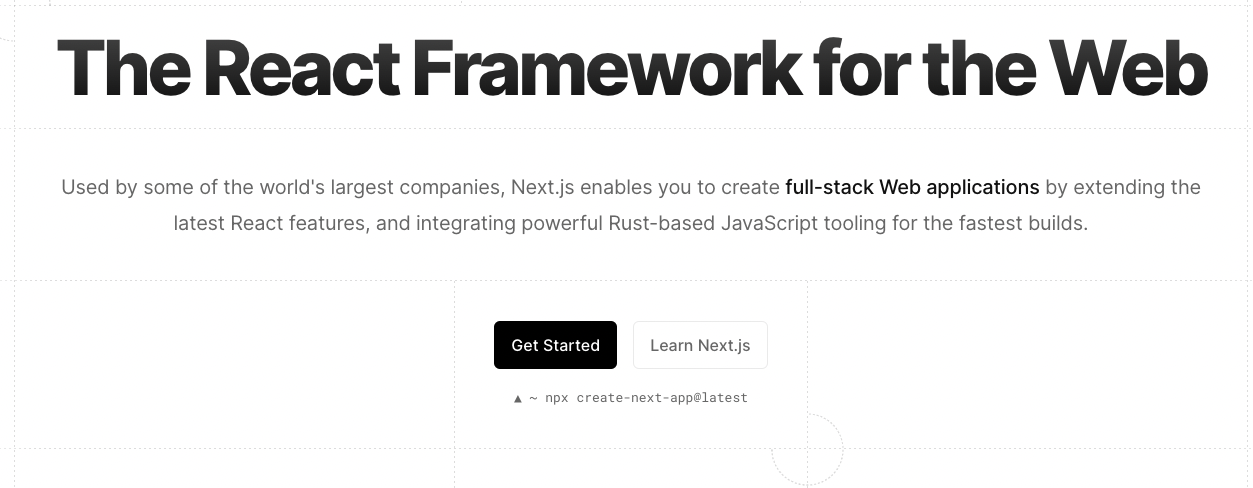 The React Framework for the Web
Used by some of the world's largest companies, Next.js enables you to create full-stack Web applications by extending the
latest React features, and integrating powerful Rust-based JavaScript tooling for the fastest builds.
Get Started
Learn Next.js
▲ ~ npx create-next-app@latest